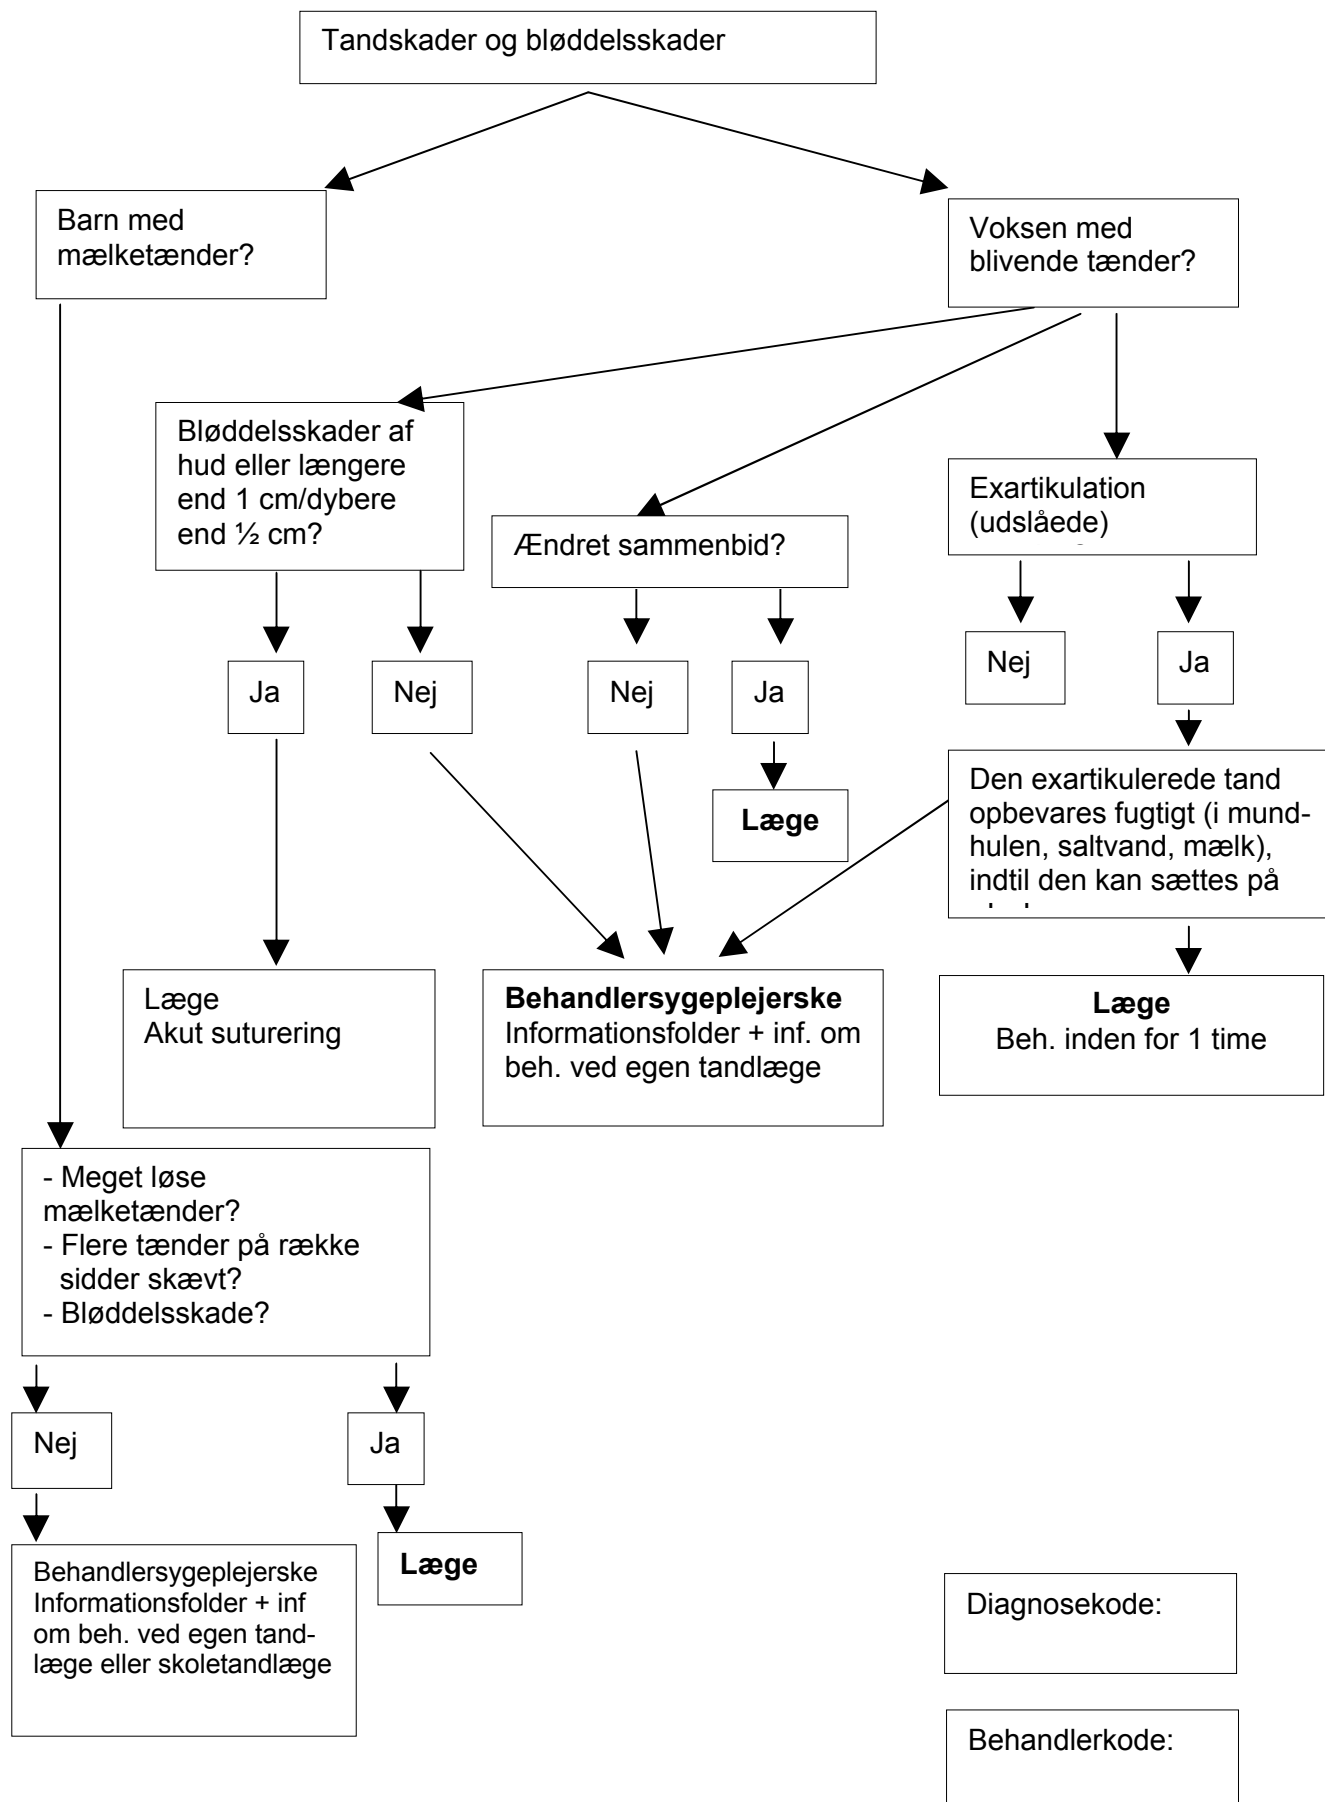 Tandskader og bløddelsskader
Barn med
mælketænder?
Voksen med
blivende tænder?
Bløddelsskader af
hud eller længere
end 1 cm/dybere
end ½ cm?
Ændret sammenbid?
Exartikulation
(udslåede)
Ja
Nej
Nej
Ja
Nej
Ja
Læge
Den exartikulerede tand
opbevares fugtigt (i mund-
hulen, saltvand, mælk),
indtil den kan sættes på
Læge
Akut suturering
Behandlersygeplejerske
Informationsfolder + inf. om
beh. ved egen tandlæge
Læge
Beh. inden for 1 time
- Meget løse
mælketænder?
- Flere tænder på række
sidder skævt?
- Bløddelsskade?
Nej
Ja
Behandlersygeplejerske
Informationsfolder + inf
om beh. ved egen tand-
læge eller skoletandlæge
Læge
Diagnosekode:
Behandlerkode: